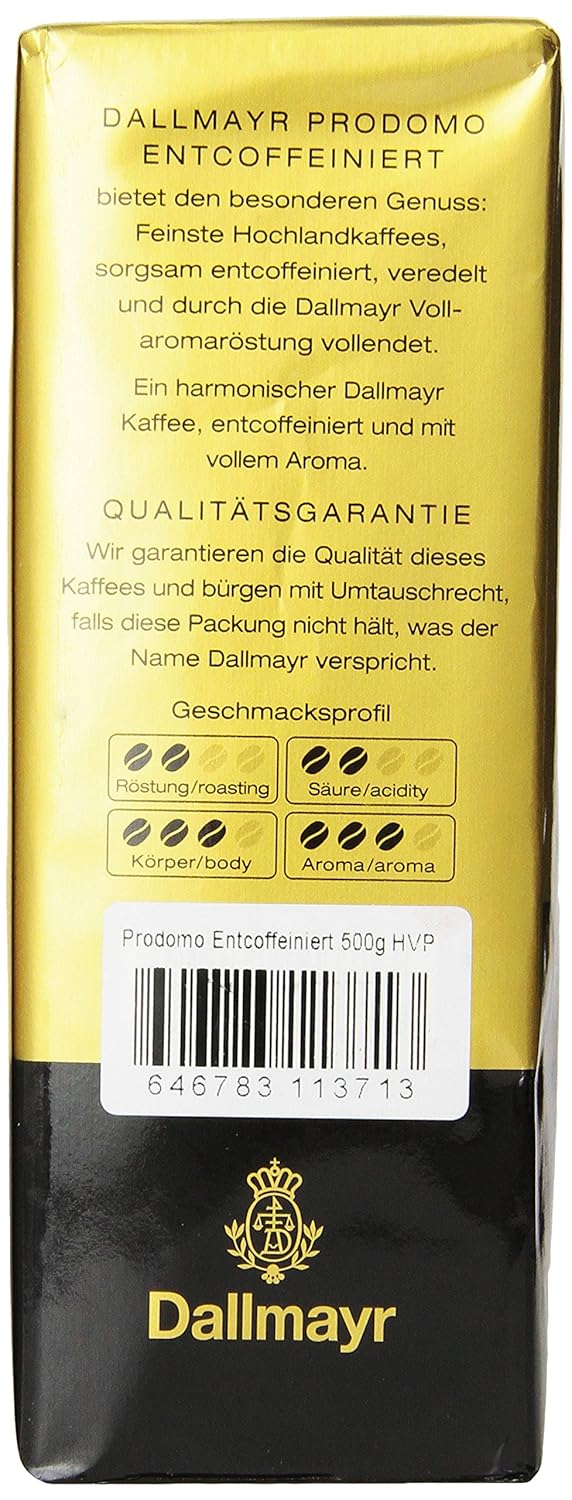 DALLMAYR PRODOMO
ENTCOFFEINIERT
bietet den besonderen Genuss:
Feinste Hochlandkaffees,
sorgsam entcoffeiniert, veredelt
und durch die Dallmayr Voll-
aromaröstung vollendet.
Ein harmonischer Dallmayr
Kaffee, entcoffeiniert und mit
vollem Aroma.
QUALITÄTSGARANTIE
Wir garantieren die Qualität dieses
Kaffees und bürgen mit Umtauschrecht,
falls diese Packung nicht hält, was der
Name Dallmayr verspricht.
Geschmacksprofil
Röstung/roasting
Säure/acidity
Körper/body
Aroma/aroma
Prodomo Entcoffeiniert 500g HVP
646783 113713
Dallmayr